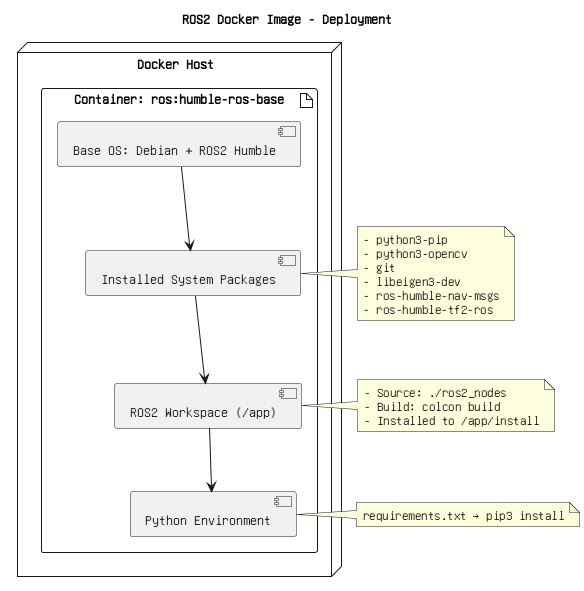 ROS2 Docker Image - Deployment
Docker Host
Container: ros:humble-ros-base
Base OS: Debian + ROS2 Humble
- python3-pip
- python3-opencv
- git
- libeigen3-dev
- ros-humble-nav-msgs
- ros-humble-tf2-ros
Installed System Packages
- Source: ./ros2_nodes
- Build: colcon build
- Installed to /app/install
ROS2 Workspace (/app)
requirements.txt → pip3 install
Python Environment